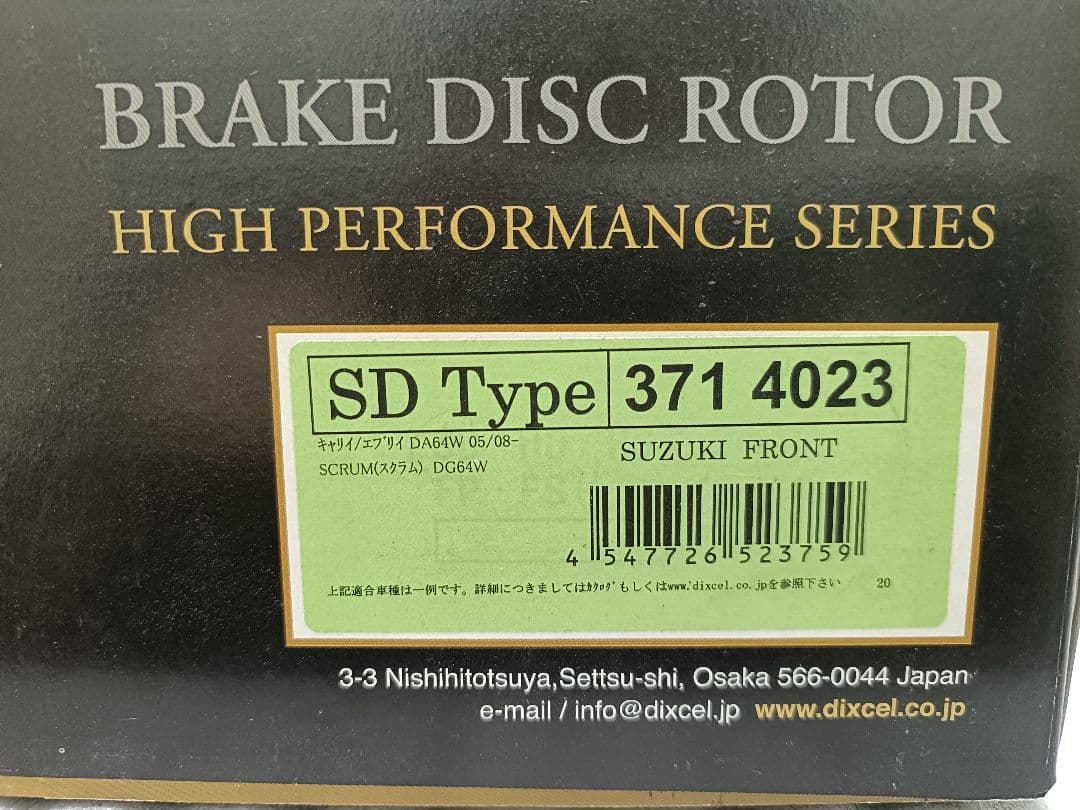 BRAKE DISC ROTOR
HIGH PERFORMANCE SERIES
SD Type 371 4023
ｷｬﾘｲ/ｴﾌﾞﾘｲ DA64W 05/08-
SUZUKI FRONT
SCRUM(ｽｸﾗﾑ) DG64W
4 547726 523759
上記適合車種は一例です。詳細につきましてはｶﾀﾛｸﾞもしくはwww.dixcel.co.jpを参照下さい 20
3-3 Nishihitotsuya,Settsu-shi, Osaka 566-0044 Japan
e-mail / info@dixcel.jp www.dixcel.co.jp